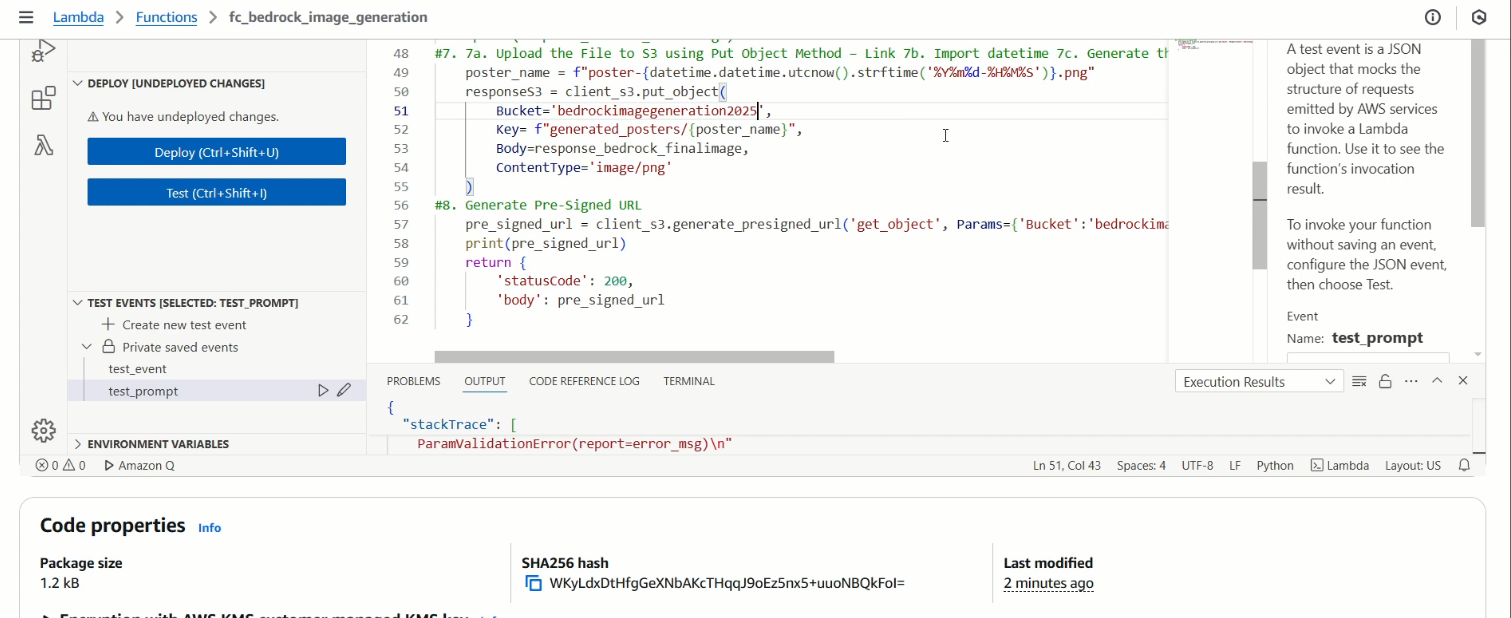 Lambda > Functions > fc_bedrock_image_generation
DEPLOY [UNDEPLOYED CHANGES]
You have undeployed changes.
Deploy (Ctrl+Shift+U)
Test (Ctrl+Shift+I)
TEST EVENTS [SELECTED: TEST_PROMPT]
Create new test event
Private saved events
test_event
test_prompt
ENVIRONMENT VARIABLES
48 #7. 7a. Upload the File to S3 using Put Object Method – Link 7b. Import datetime 7c. Generate th
49 poster_name = f"poster-{datetime.datetime.utcnow().strftime('%Y%m%d-%H%M%S')}.png"
50 responseS3 = client_s3.put_object(
51 Bucket='bedrockimagegeneration2025',
52 Key= f"generated_posters/{poster_name}",
53 Body=response_bedrock_finalimage,
54 ContentType='image/png'
55 )
56 #8. Generate Pre-Signed URL
57 pre_signed_url = client_s3.generate_presigned_url('get_object', Params={'Bucket':'bedrockima
58 print(pre_signed_url)
59 return {
60 'statusCode': 200,
61 'body': pre_signed_url
62 }
A test event is a JSON
object that mocks the
structure of requests
emitted by AWS services
to invoke a Lambda
function. Use it to see the
function's invocation
result.
To invoke your function
without saving an event,
configure the JSON event,
then choose Test.
Event
Name: test_prompt
PROBLEMS OUTPUT CODE REFERENCE LOG TERMINAL
Execution Results
{
"stackTrace": [
ParamValidationError(report=error_msg)\n"
0 0 Amazon Q
Ln 51, Col 43 Spaces: 4 UTF-8 LF Python Lambda Layout: US
Code properties Info
Package size
1.2 kB
SHA256 hash
WKyLdxDtHfgGeXNbAKcTHqqJ9oEz5nx5+uuoNBQkFoI=
Last modified
2 minutes ago